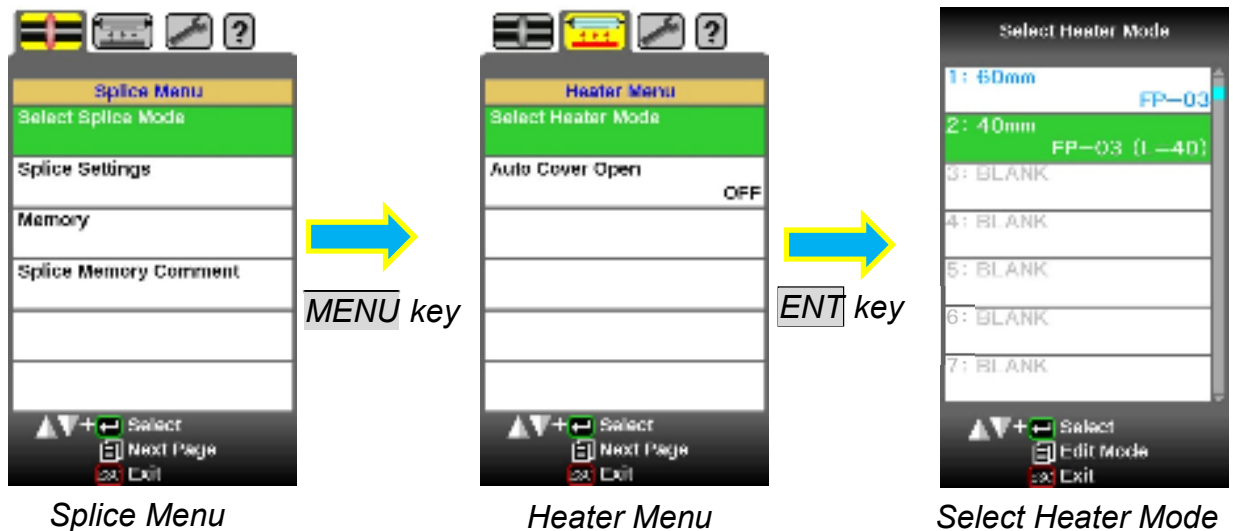 ?
Splice Menu
Select Splice Mode
Splice Settings
Memory
Splice Memory Comment
▲▼+ Select
Next Page
ESC Exit
Splice Menu
MENU key
?
Heater Menu
Select Heater Mode
Auto Cover Open
OFF
▲▼+ Select
Next Page
ESC Exit
Heater Menu
ENT key
Select Heater Mode
1: 60mm
FP-03
2: 40mm
FP-03 (L=40)
3: BLANK
4: BLANK
5: BLANK
6: BLANK
7: BLANK
▲▼+ Select
Edit Mode
ESC Exit
Select Heater Mode